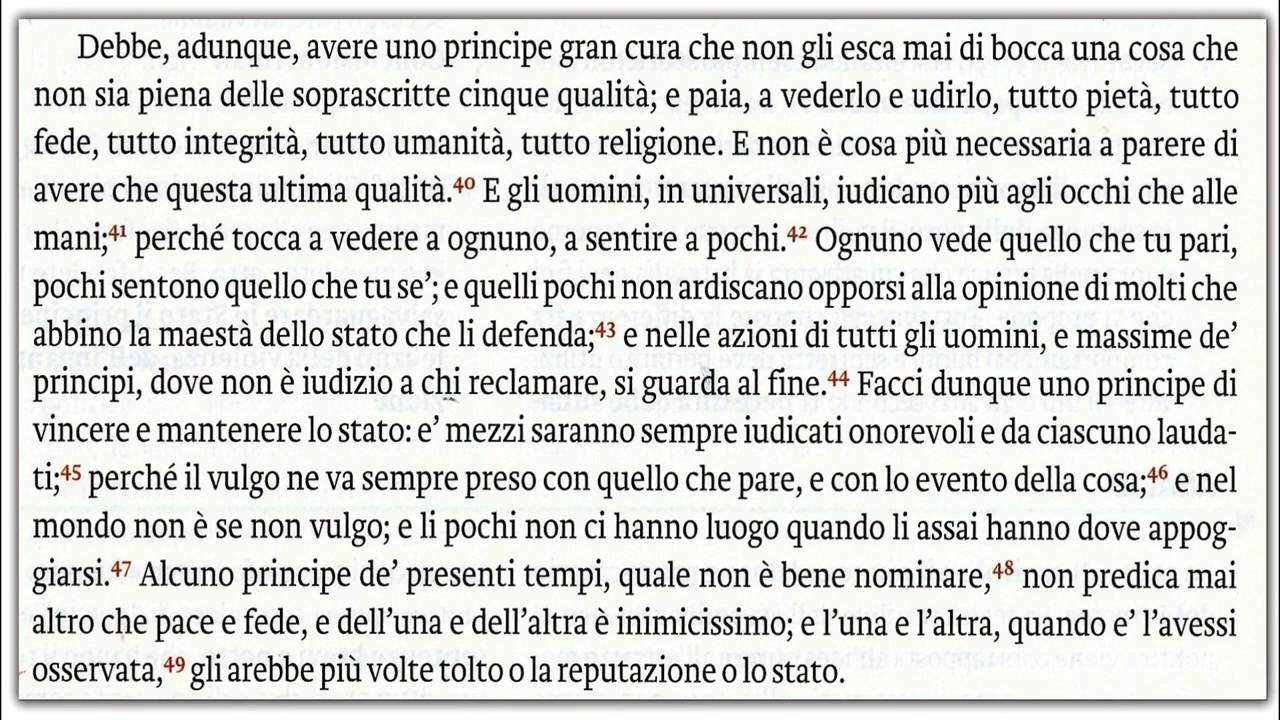 Debbe, adunque, avere uno principe gran cura che non gli esca mai di bocca una cosa che
non sia piena delle soprascritte cinque qualità; e paia, a vederlo e udirlo, tutto pietà, tutto
fede, tutto integrità, tutto umanità, tutto religione. E non è cosa più necessaria a parere di
avere che questa ultima qualità.⁴⁰ E gli uomini, in universali, iudicano più agli occhi che alle
mani;⁴¹ perché tocca a vedere a ognuno, a sentire a pochi.⁴² Ognuno vede quello che tu pari,
pochi sentono quello che tu se’; e quelli pochi non ardiscano opporsi alla opinione di molti che
abbino la maestà dello stato che li defenda;⁴³ e nelle azioni di tutti gli uomini, e massime de’
principi, dove non è iudizio a chi reclamare, si guarda al fine.⁴⁴ Facci dunque uno principe di
vincere e mantenere lo stato: e’ mezzi saranno sempre iudicati onorevoli e da ciascuno lauda-
ti;⁴⁵ perché il vulgo ne va sempre preso con quello che pare, e con lo evento della cosa;⁴⁶ e nel
mondo non è se non vulgo; e li pochi non ci hanno luogo quando li assai hanno dove appog-
giarsi.⁴⁷ Alcuno principe de’ presenti tempi, quale non è bene nominare,⁴⁸ non predica mai
altro che pace e fede, e dell’una e dell’altra è inimicissimo; e l’una e l’altra, quando e’ l’avessi
osservata,⁴⁹ gli arebbe più volte tolto o la reputazione o lo stato.